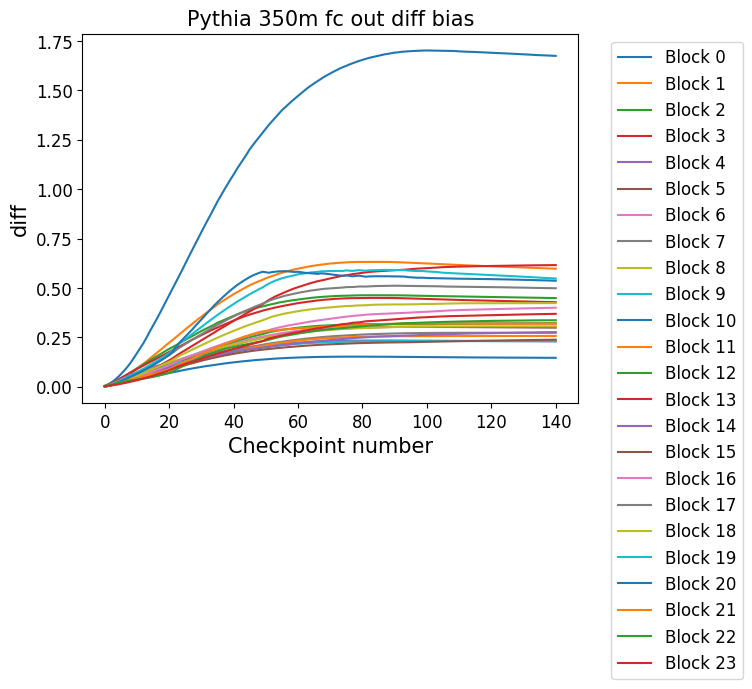 Pythia 350m fc out diff bias
diff
1.75
1.50
1.25
1.00
0.75
0.50
0.25
0.00
0 20 40 60 80 100 120 140
Checkpoint number
Block 0
Block 1
Block 2
Block 3
Block 4
Block 5
Block 6
Block 7
Block 8
Block 9
Block 10
Block 11
Block 12
Block 13
Block 14
Block 15
Block 16
Block 17
Block 18
Block 19
Block 20
Block 21
Block 22
Block 23